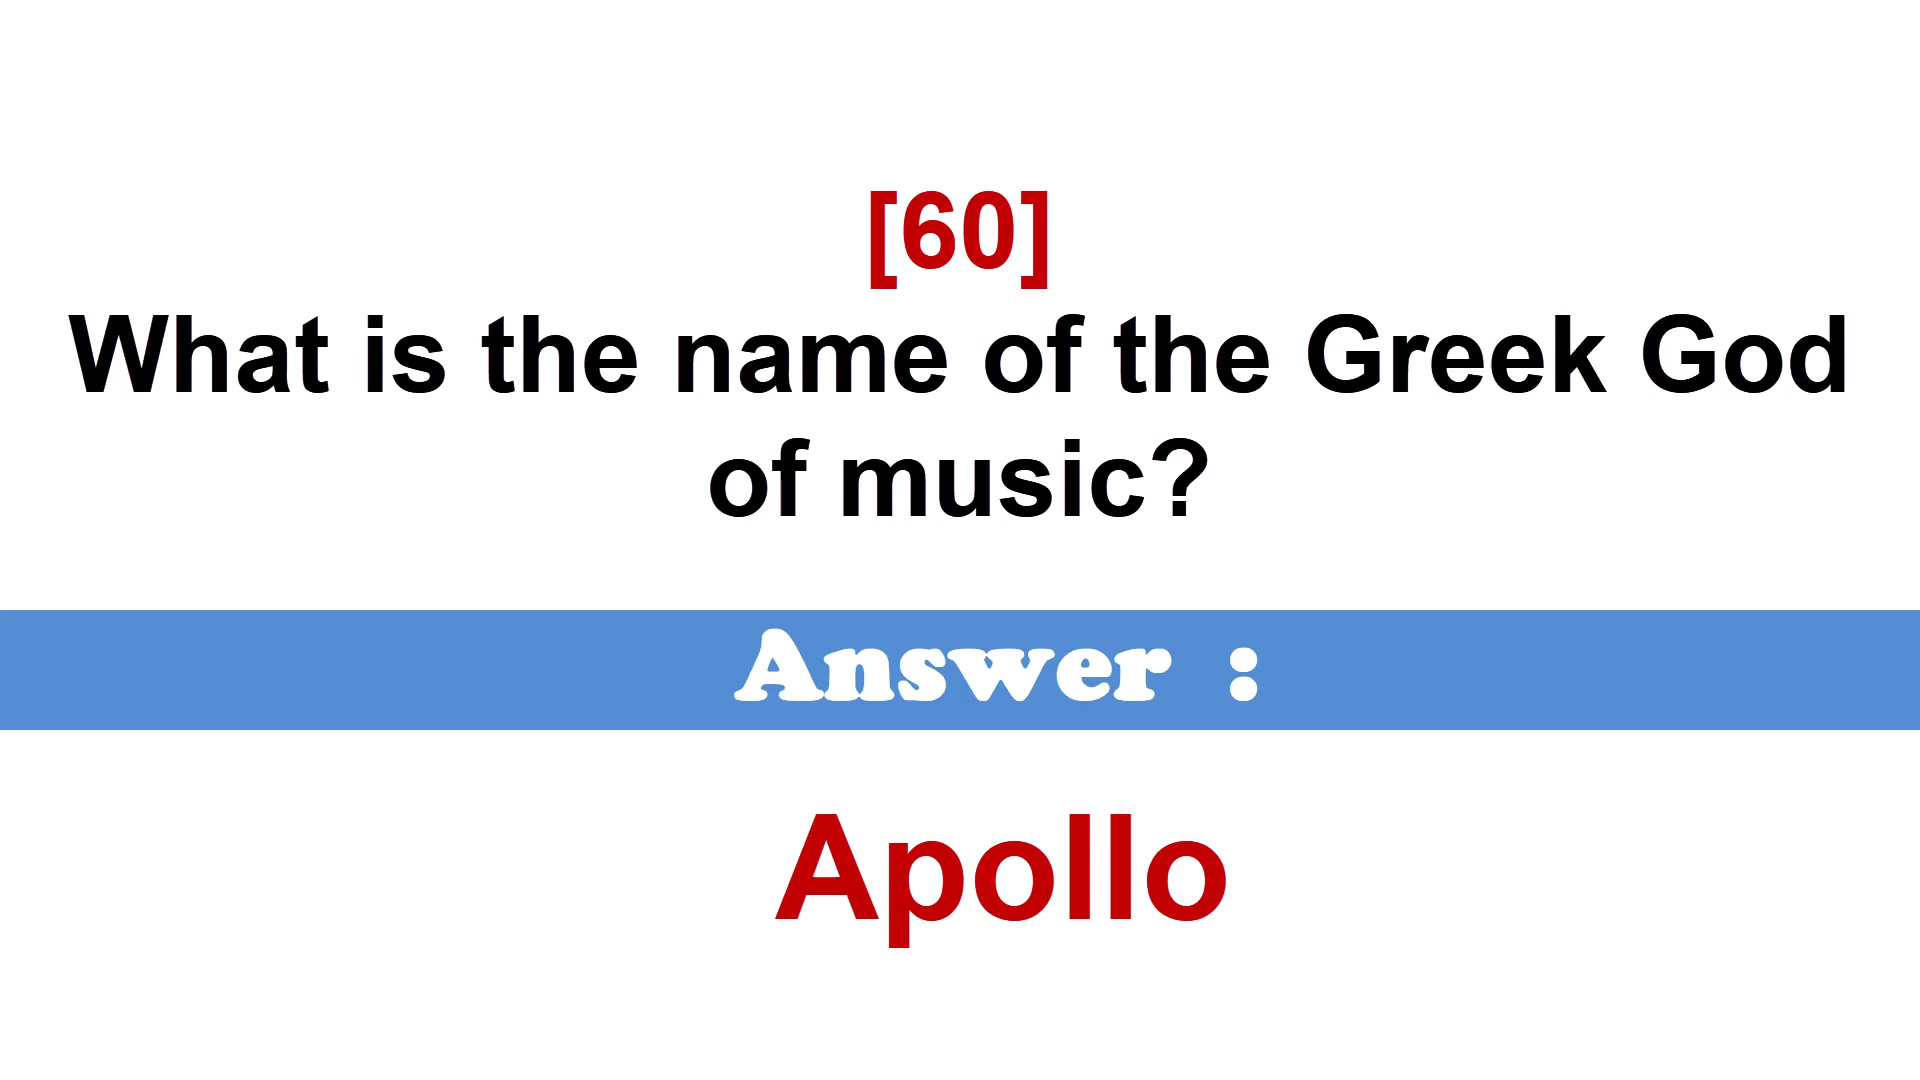 [60]
What is the name of the Greek God
of music?
Answer :
Apollo